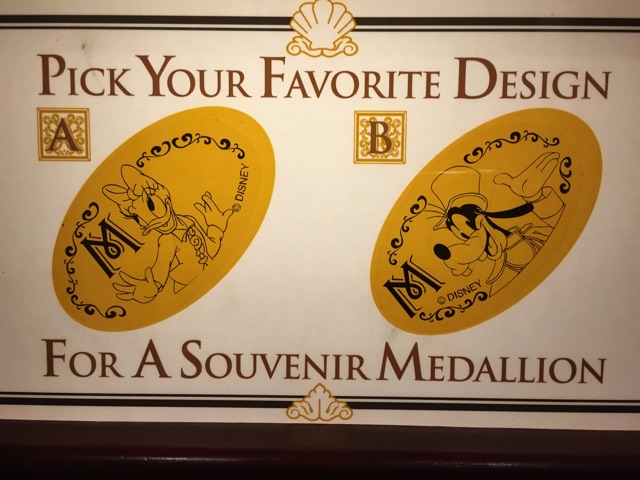 PICK YOUR FAVORITE DESIGN
A
B
M
© DISNEY
M
© DISNEY
FOR A SOUVENIR MEDALLION